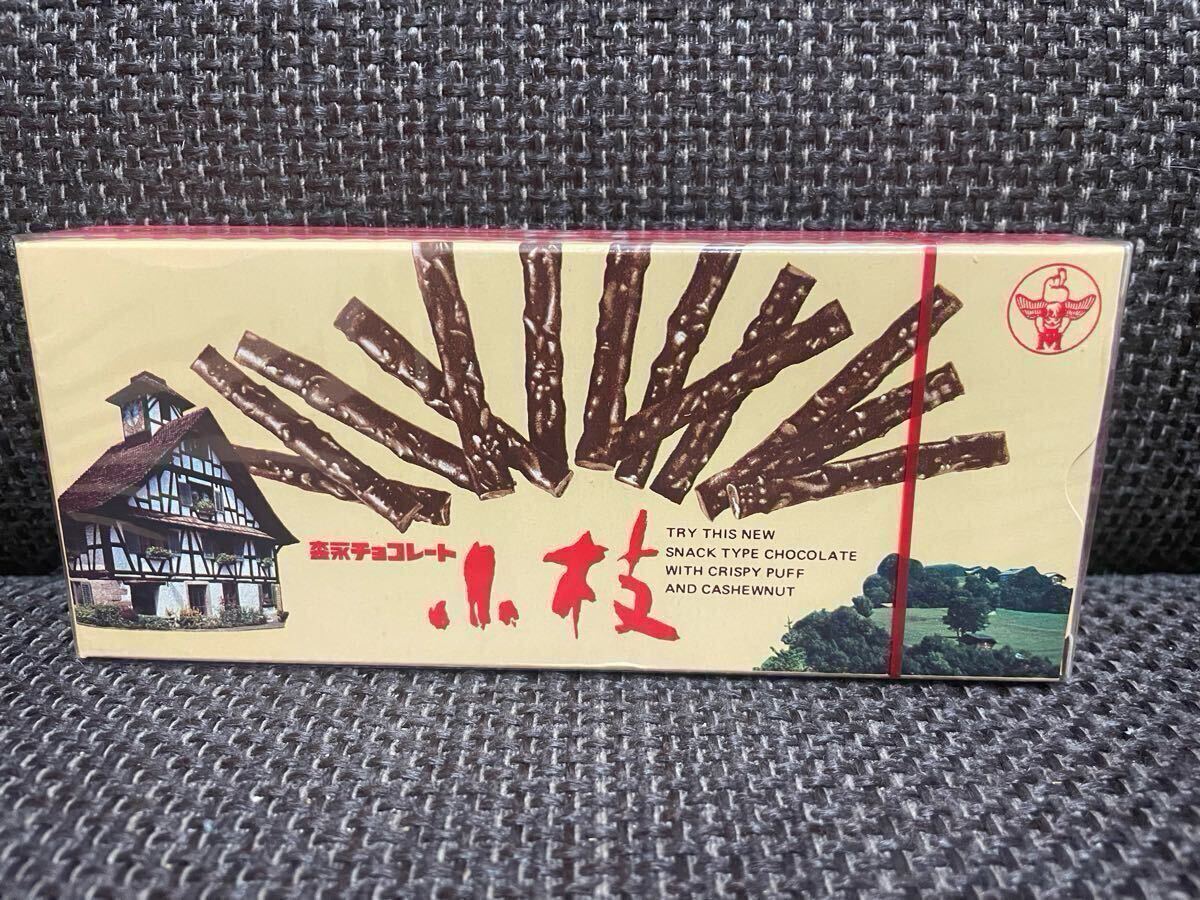 森永チョコレート
小枝
TRY THIS NEW
SNACK TYPE CHOCOLATE
WITH CRISPY PUFF
AND CASHEWNUT
M